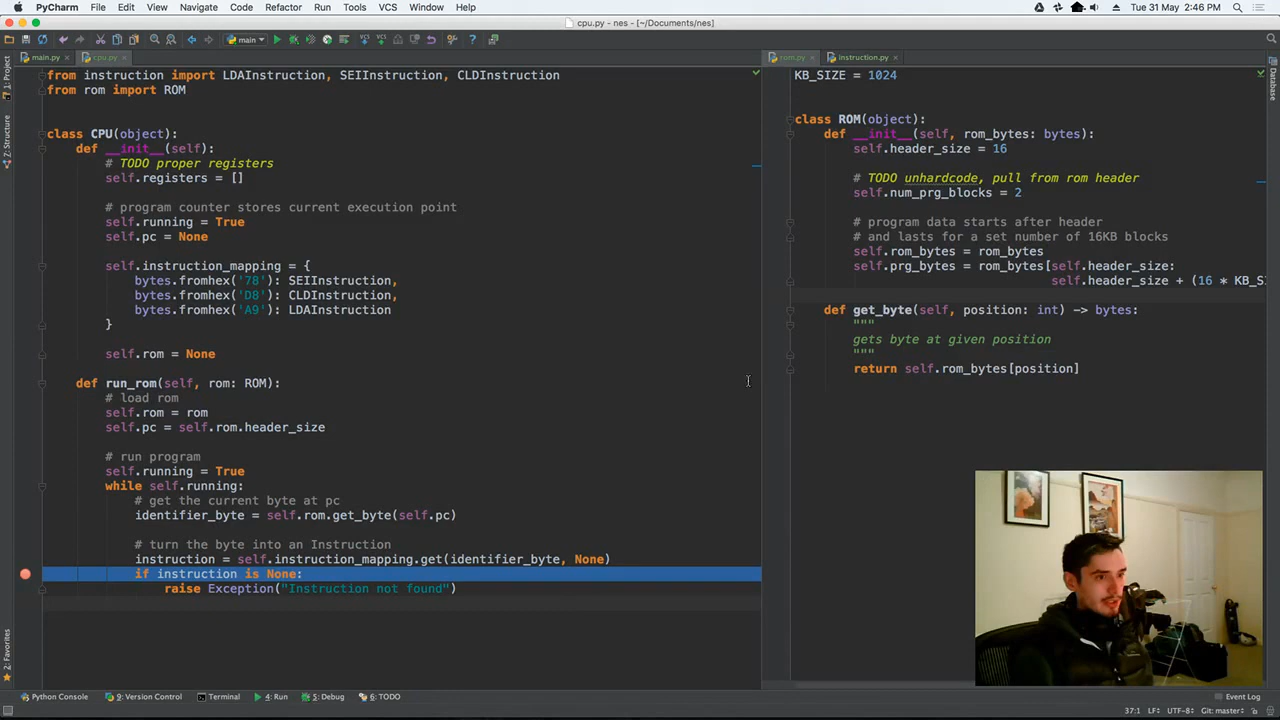 PyCharm File Edit View Navigate Code Refactor Run Tools VCS Window Help Tue 31 May 2:46 PM
cpu.py - nes - [~/Documents/nes]
main
main.py cpu.py
rom.py instruction.py
1: Project
Z: Structure
2: Favorites
Database
from instruction import LDAInstruction, SEIInstruction, CLDInstruction
from rom import ROM
class CPU(object):
def __init__(self):
# TODO proper registers
self.registers = []
# program counter stores current execution point
self.running = True
self.pc = None
self.instruction_mapping = {
bytes.fromhex('78'): SEIInstruction,
bytes.fromhex('D8'): CLDInstruction,
bytes.fromhex('A9'): LDAInstruction
}
self.rom = None
def run_rom(self, rom: ROM):
# load rom
self.rom = rom
self.pc = self.rom.header_size
# run program
self.running = True
while self.running:
# get the current byte at pc
identifier_byte = self.rom.get_byte(self.pc)
# turn the byte into an Instruction
instruction = self.instruction_mapping.get(identifier_byte, None)
if instruction is None:
raise Exception("Instruction not found")
KB_SIZE = 1024
class ROM(object):
def __init__(self, rom_bytes: bytes):
self.header_size = 16
# TODO unhardcode, pull from rom header
self.num_prg_blocks = 2
# program data starts after header
# and lasts for a set number of 16KB blocks
self.rom_bytes = rom_bytes
self.prg_bytes = rom_bytes[self.header_size:
self.header_size + (16 * KB_S
def get_byte(self, position: int) -> bytes:
"""
gets byte at given position
"""
return self.rom_bytes[position]
Python Console 9: Version Control Terminal 4: Run 5: Debug 6: TODO Event Log
37:1 LF÷ UTF-8÷ Git: master÷